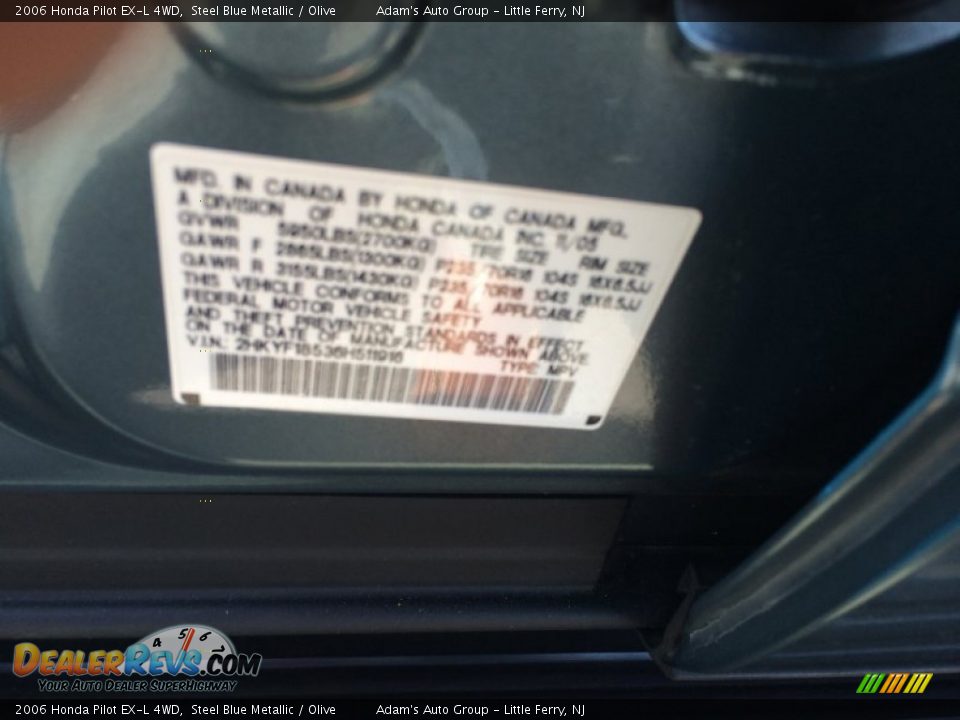 2006 Honda Pilot EX-L 4WD, Steel Blue Metallic / Olive Adam's Auto Group - Little Ferry, NJ
MFD. IN CANADA BY HONDA OF CANADA MFG.
A DIVISION OF HONDA CANADA INC. 11/05
GVWR 5950LBS(2700KG) TIRE SIZE RIM SIZE
GAWR F 2865LBS(1300KG) P235/70R16 104S 16X6.5JJ
GAWR R 3155LBS(1430KG) P235/70R16 104S 16X6.5JJ
THIS VEHICLE CONFORMS TO ALL APPLICABLE
FEDERAL MOTOR VEHICLE SAFETY
AND THEFT PREVENTION STANDARDS IN EFFECT
ON THE DATE OF MANUFACTURE SHOWN ABOVE.
V.I.N.: 2HKYF18536H511916 TYPE: MPV
4 5 6
DealerRevs.com
Your Auto Dealer SuperHighway
2006 Honda Pilot EX-L 4WD, Steel Blue Metallic / Olive Adam's Auto Group - Little Ferry, NJ